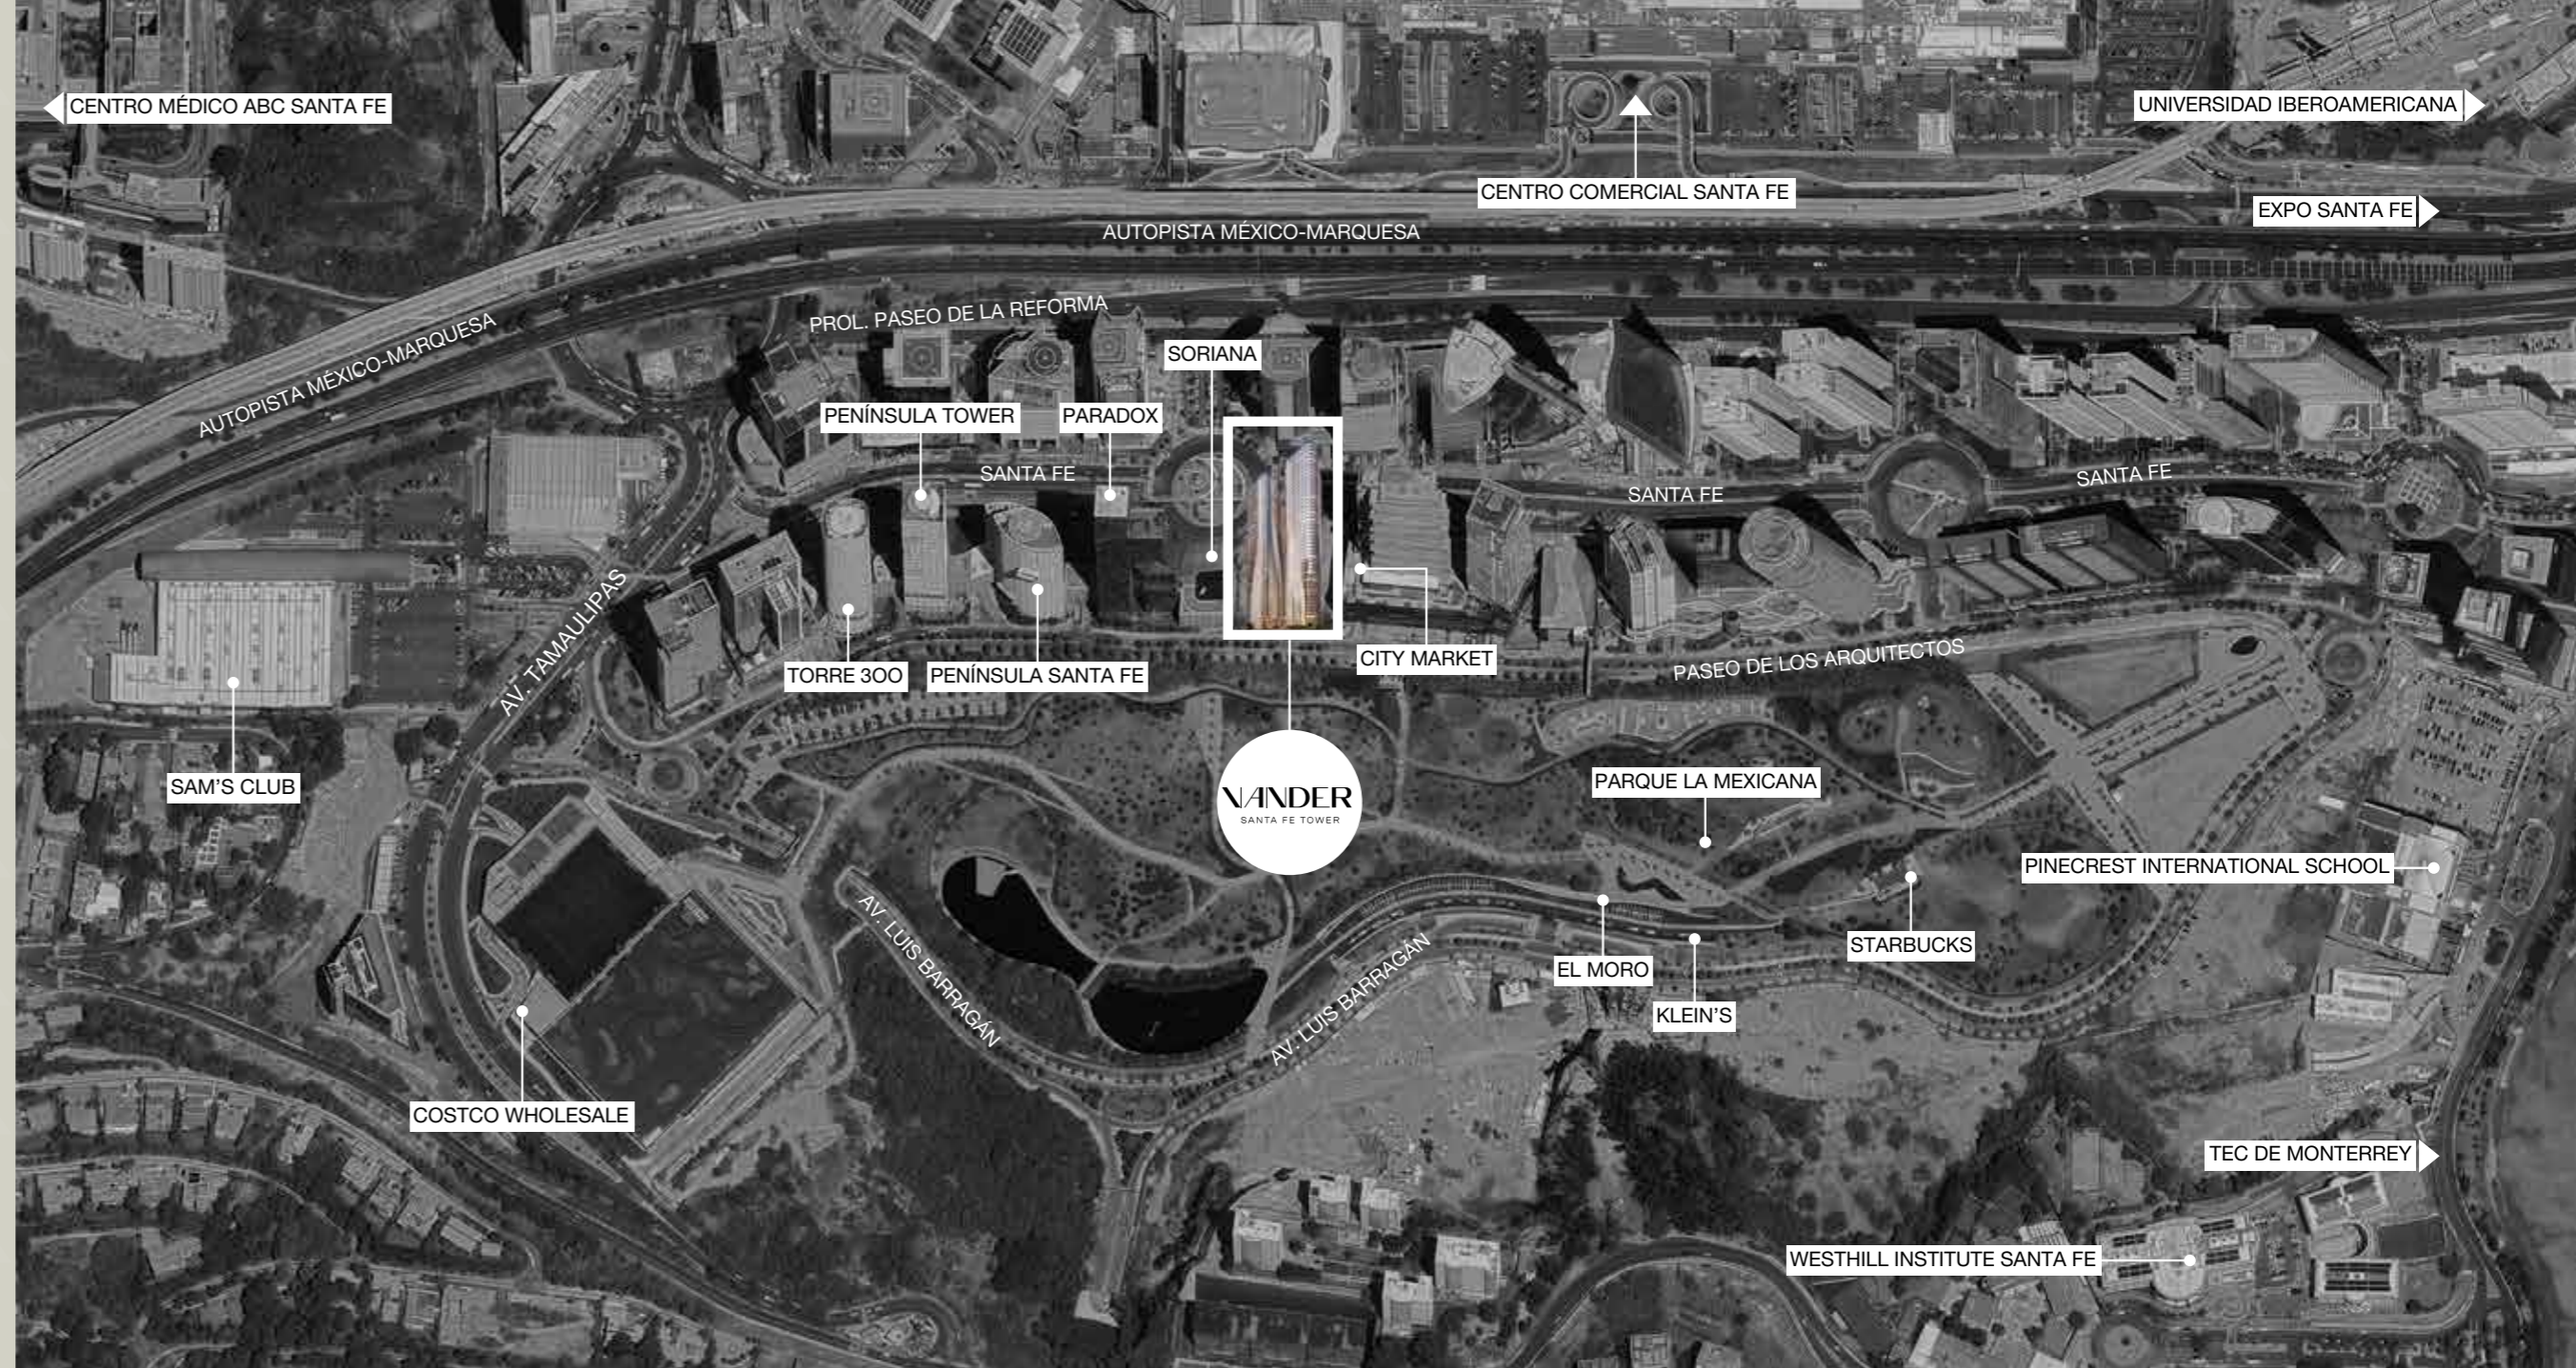 CENTRO MÉDICO ABC SANTA FE
UNIVERSIDAD IBEROAMERICANA
CENTRO COMERCIAL SANTA FE
EXPO SANTA FE
AUTOPISTA MÉXICO-MARQUESA
PROL. PASEO DE LA REFORMA
AUTOPISTA MÉXICO-MARQUESA
SORIANA
PENÍNSULA TOWER
PARADOX
SANTA FE
SANTA FE
SANTA FE
AV. TAMAULIPAS
TORRE 300
PENÍNSULA SANTA FE
CITY MARKET
PASEO DE LOS ARQUITECTOS
SAM'S CLUB
VANDER
SANTA FE TOWER
PARQUE LA MEXICANA
PINECREST INTERNATIONAL SCHOOL
AV. LUIS BARRAGÁN
AV. LUIS BARRAGÁN
STARBUCKS
EL MORO
KLEIN'S
COSTCO WHOLESALE
TEC DE MONTERREY
WESTHILL INSTITUTE SANTA FE